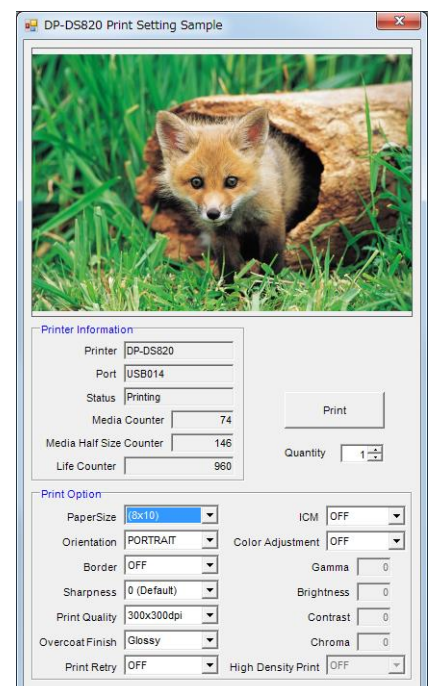 DP-DS820 Print Setting Sample
Printer Information
Printer DP-DS820
Port USB014
Status Printing
Media Counter 74
Media Half Size Counter 146
Life Counter 960
Print
Quantity 1
Print Option
PaperSize (8x10)
Orientation PORTRAIT
Border OFF
Sharpness 0 (Default)
Print Quality 300x300dpi
Overcoat Finish Glossy
Print Retry OFF
ICM OFF
Color Adjustment OFF
Gamma 0
Brightness 0
Contrast 0
Chroma 0
High Density Print OFF